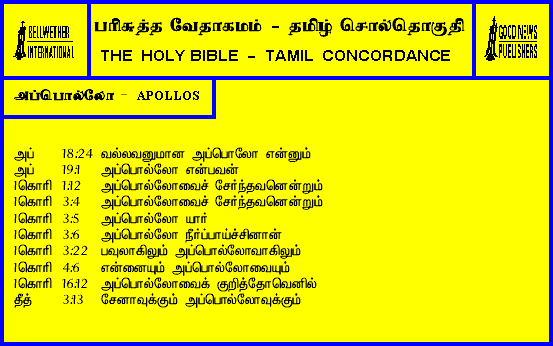 BELLWETHER
INTERNATIONAL
பரிசுத்த வேதாகமம் - தமிழ் சொல்தொகுதி
THE HOLY BIBLE - TAMIL CONCORDANCE
GOOD NEWS
PUBLISHERS
அப்பொல்லோ - APOLLOS
அப் 18:24 வல்லவனுமான அப்பொலோ என்னும்
அப் 19:1 அப்பொல்லோ என்பவன்
1கொரி 1:12 அப்பொல்லோவைச் சேர்ந்தவனென்றும்
1கொரி 3:4 அப்பொல்லோவைச் சேர்ந்தவனென்றும்
1கொரி 3:5 அப்பொல்லோ யார்
1கொரி 3:6 அப்பொல்லோ நீர்ப்பாய்ச்சினான்
1கொரி 3:22 பவுலாகிலும் அப்பொல்லோவாகிலும்
1கொரி 4:6 என்னையும் அப்பொல்லோவையும்
1கொரி 16:12 அப்பொல்லோவைக் குறித்தோவெனில்
தீத் 3:13 சேனாவுக்கும் அப்பொல்லோவுக்கும்